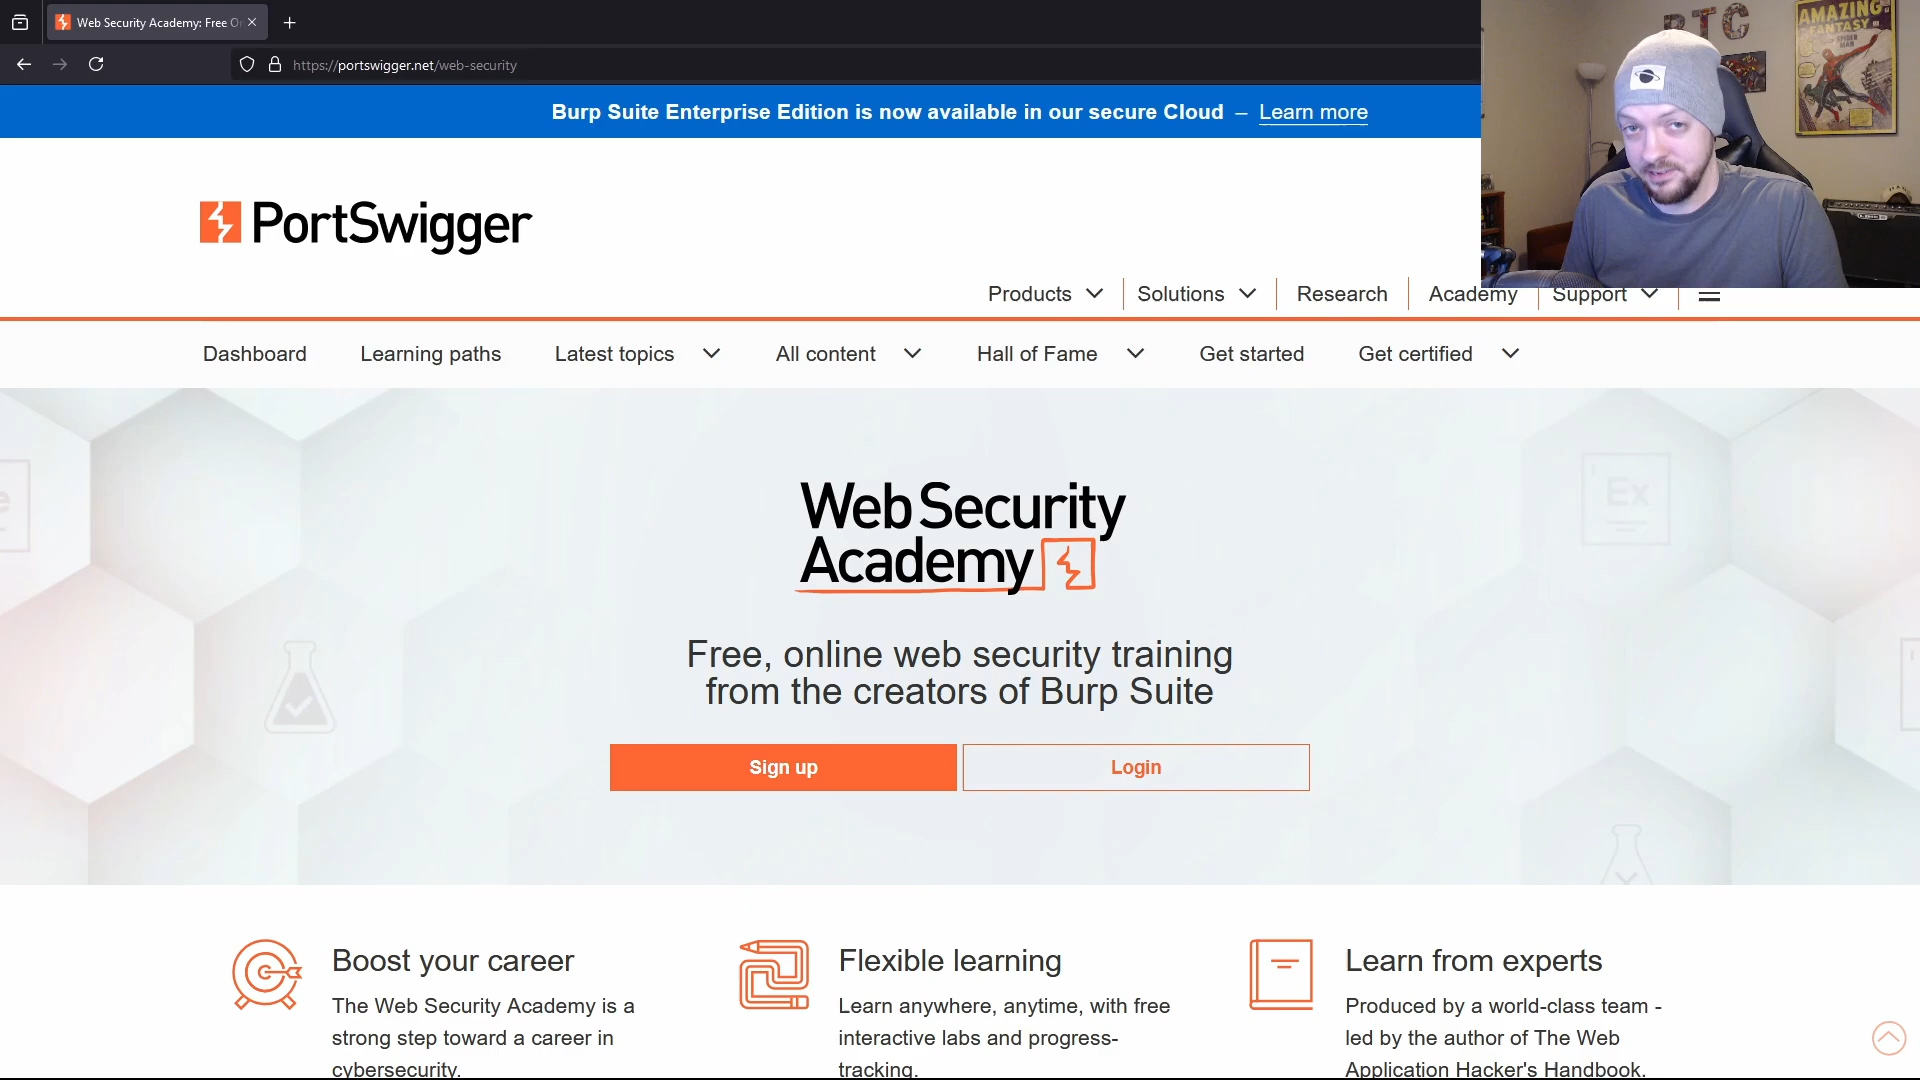 Web Security Academy: Free O
https://portswigger.net/web-security
Burp Suite Enterprise Edition is now available in our secure Cloud – Learn more
RTC
AMAZING
FANTASY
PortSwigger
Products
Solutions
Research
Academy
Support
Dashboard
Learning paths
Latest topics
All content
Hall of Fame
Get started
Get certified
Ex
Web Security
Academy
Free, online web security training
from the creators of Burp Suite
Sign up
Login
Boost your career
The Web Security Academy is a
strong step toward a career in
cybersecurity.
Flexible learning
Learn anywhere, anytime, with free
interactive labs and progress-
tracking.
Learn from experts
Produced by a world-class team -
led by the author of The Web
Application Hacker's Handbook.